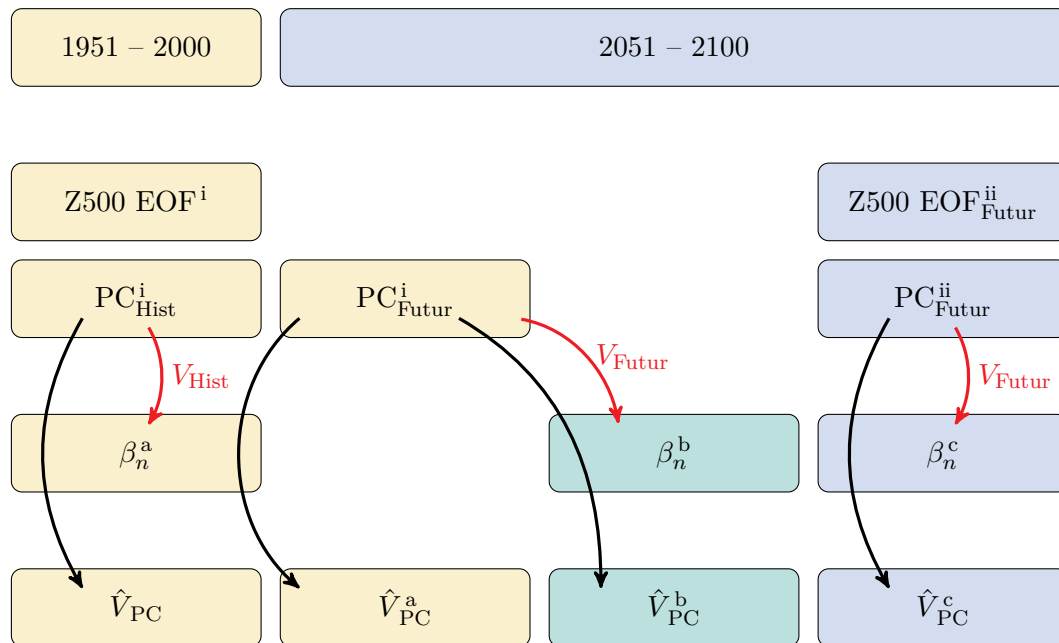 1951 – 2000 2051 – 2100
Z500 EOF^i Z500 EOF^ii_Futur
PC^i_Hist PC^i_Futur PC^ii_Futur
V_Hist V_Futur V_Futur
β^a_n β^b_n β^c_n
V̂_PC V̂^a_PC V̂^b_PC V̂^c_PC